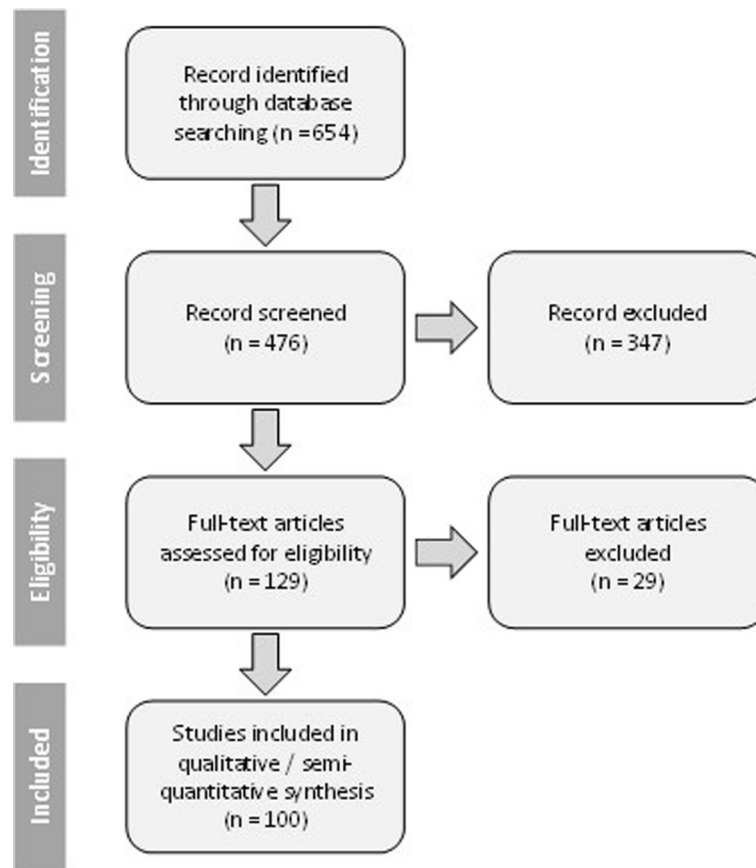 Identification
Record identified
through database
searching (n = 654)
Screening
Record screened
(n = 476)
Record excluded
(n = 347)
Eligibility
Full-text articles
assessed for eligibility
(n = 129)
Full-text articles
excluded
(n = 29)
Included
Studies included in
qualitative / semi-
quantitative synthesis
(n = 100)